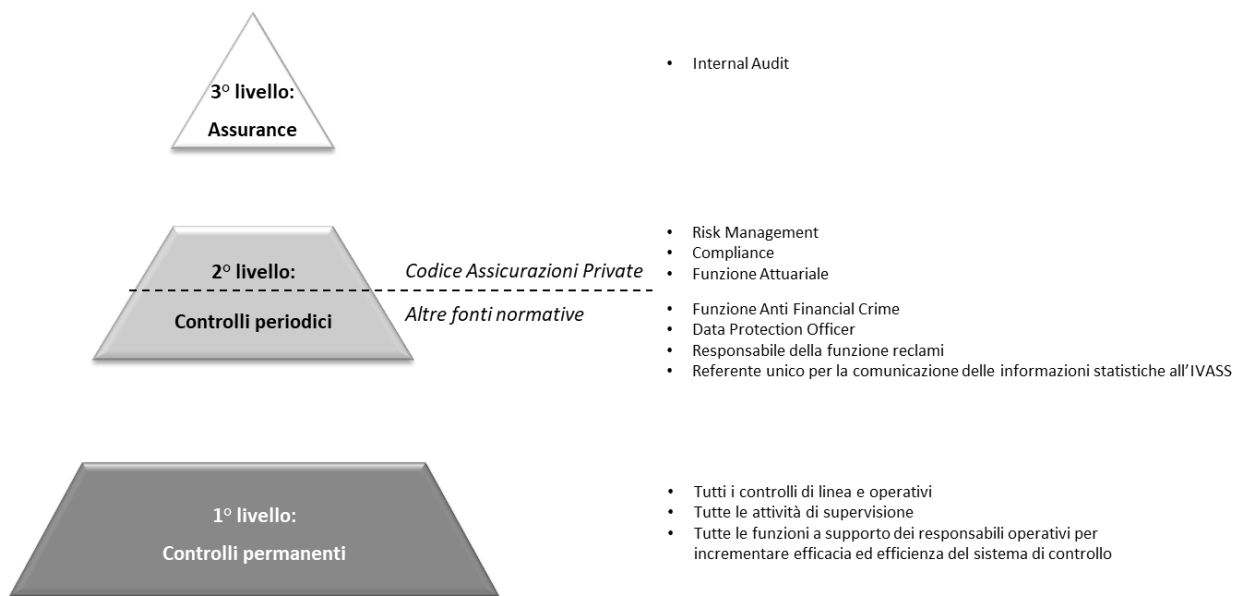 3° livello:
Assurance
• Internal Audit
2° livello:
Controlli periodici
Codice Assicurazioni Private
Altre fonti normative
• Risk Management
• Compliance
• Funzione Attuariale
• Funzione Anti Financial Crime
• Data Protection Officer
• Responsabile della funzione reclami
• Referente unico per la comunicazione delle informazioni statistiche all'IVASS
1° livello:
Controlli permanenti
• Tutti i controlli di linea e operativi
• Tutte le attività di supervisione
• Tutte le funzioni a supporto dei responsabili operativi per
incrementare efficacia ed efficienza del sistema di controllo